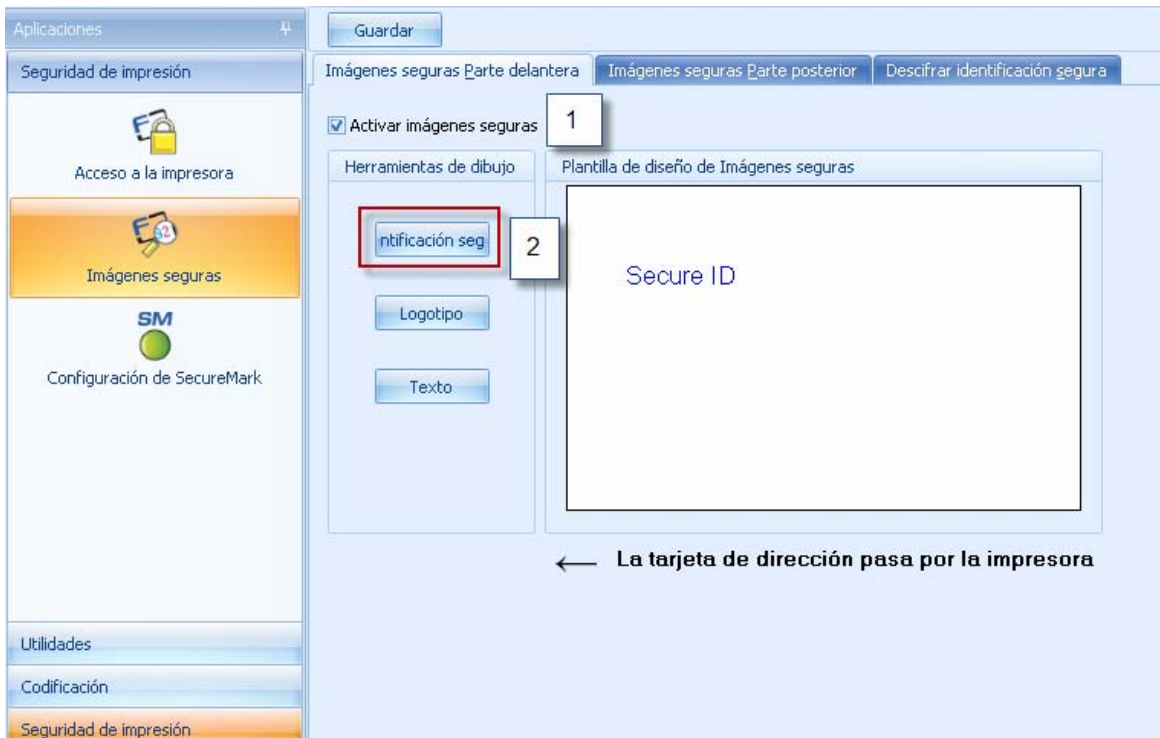 Aplicaciones
Guardar
Seguridad de impresión
Imágenes seguras Parte delantera
Imágenes seguras Parte posterior
Descifrar identificación segura
Activar imágenes seguras
1
Acceso a la impresora
Herramientas de dibujo
Plantilla de diseño de Imágenes seguras
ntificación seg
2
Secure ID
Imágenes seguras
Logotipo
SM
Configuración de SecureMark
Texto
← La tarjeta de dirección pasa por la impresora
Utilidades
Codificación
Seguridad de impresión